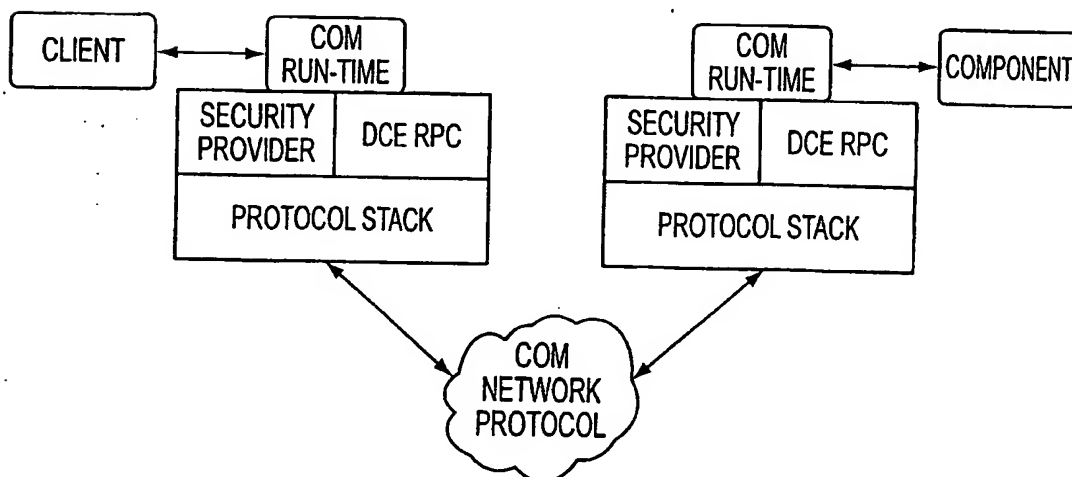 CLIENT
COM
RUN-TIME
SECURITY
PROVIDER
DCE RPC
PROTOCOL STACK
COM
RUN-TIME
COMPONENT
SECURITY
PROVIDER
DCE RPC
PROTOCOL STACK
COM
NETWORK
PROTOCOL